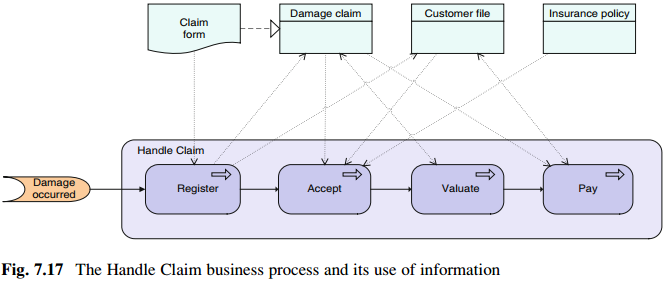 Claim
form
Damage claim
Customer file
Insurance policy
Handle Claim
Damage
occurred
Register
Accept
Valuate
Pay
Fig. 7.17 The Handle Claim business process and its use of information